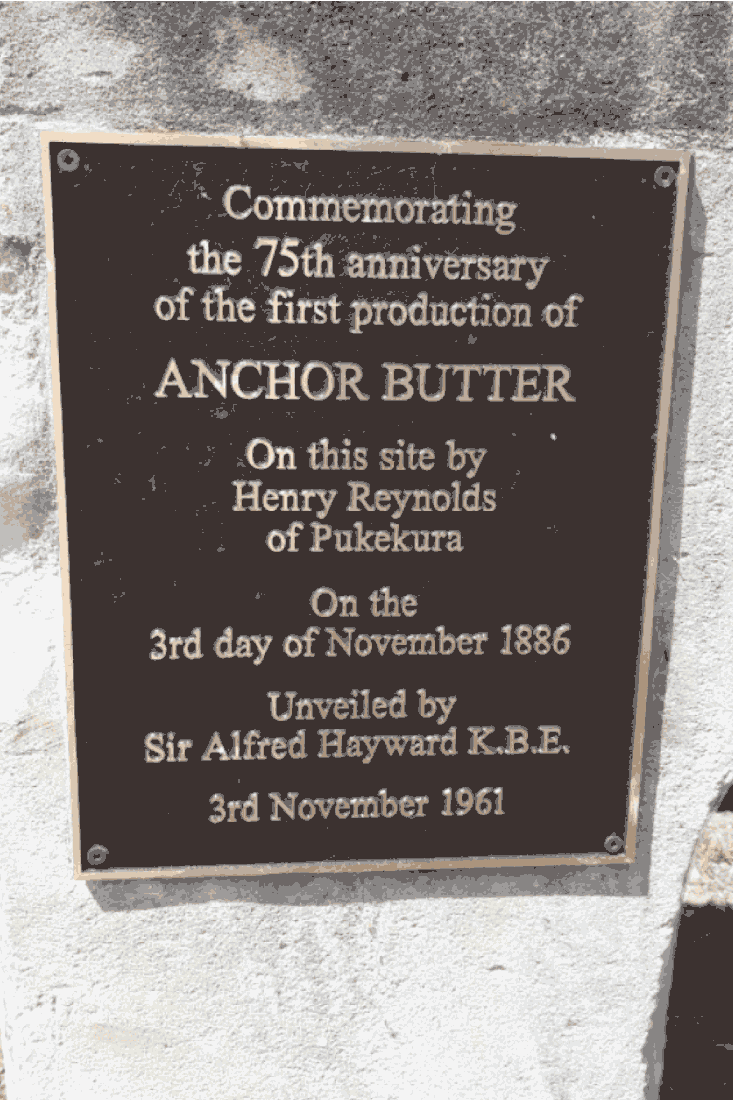 Commemorating
the 75th anniversary
of the first production of
ANCHOR BUTTER
On this site by
Henry Reynolds
of Pukekura
On the
3rd day of November 1886
Unveiled by
Sir Alfred Hayward K.B.E.
3rd November 1961